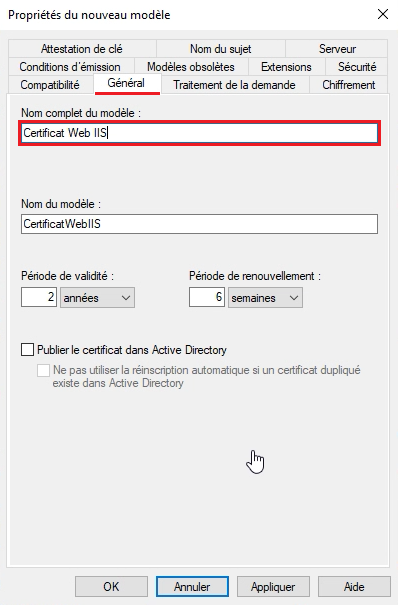 Propriétés du nouveau modèle
Attestation de clé
Nom du sujet
Serveur
Conditions d'émission
Modèles obsolètes
Extensions
Sécurité
Compatibilité
Général
Traitement de la demande
Chiffrement
Nom complet du modèle :
Certificat Web IIS
Nom du modèle :
CertificatWebIIS
Période de validité :
Période de renouvellement :
2 années
6 semaines
Publier le certificat dans Active Directory
Ne pas utiliser la réinscription automatique si un certificat dupliqué
existe dans Active Directory
OK
Annuler
Appliquer
Aide